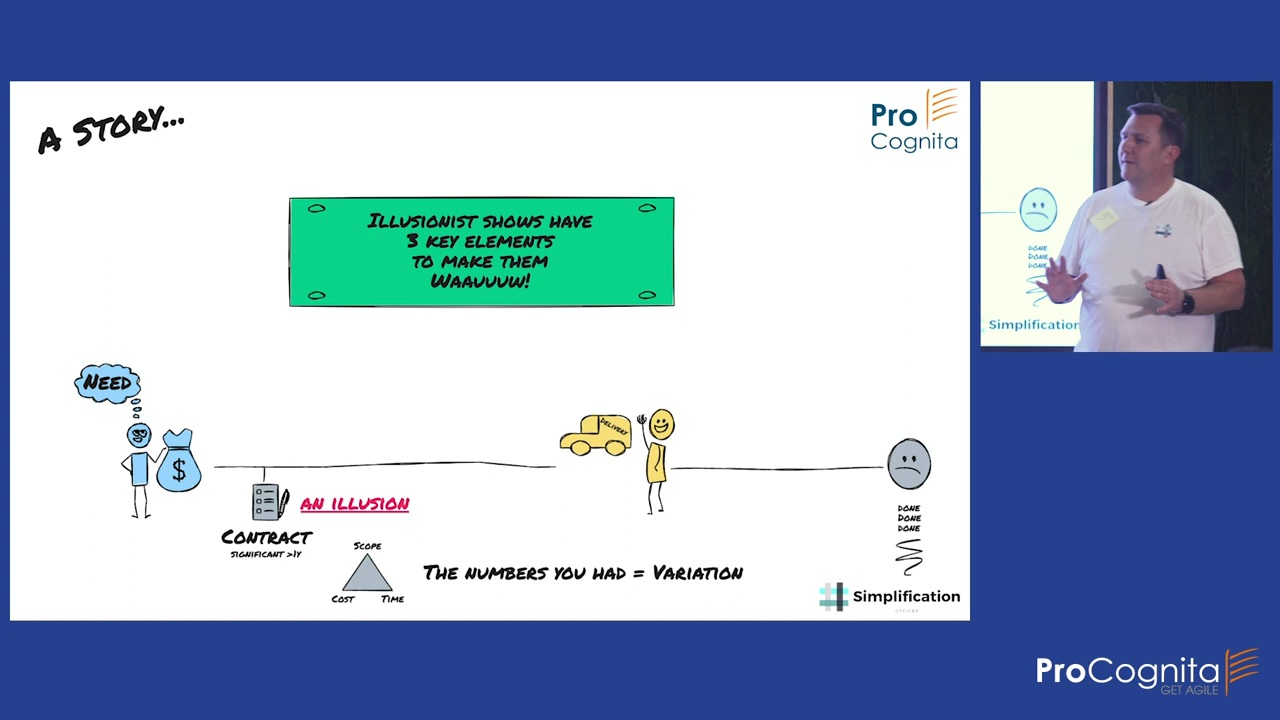 A Story...
Pro
Cognita
Illusionist shows have
3 key elements
to make them
Waauuuw!
Need
$
Delivery
An illusion
Contract
significant >1y
Scope
Cost
Time
The numbers you had = Variation
Done
Done
Done
Simplification
OFFICER
Done
Done
Done
Simplification
ProCognita
GET AGILE